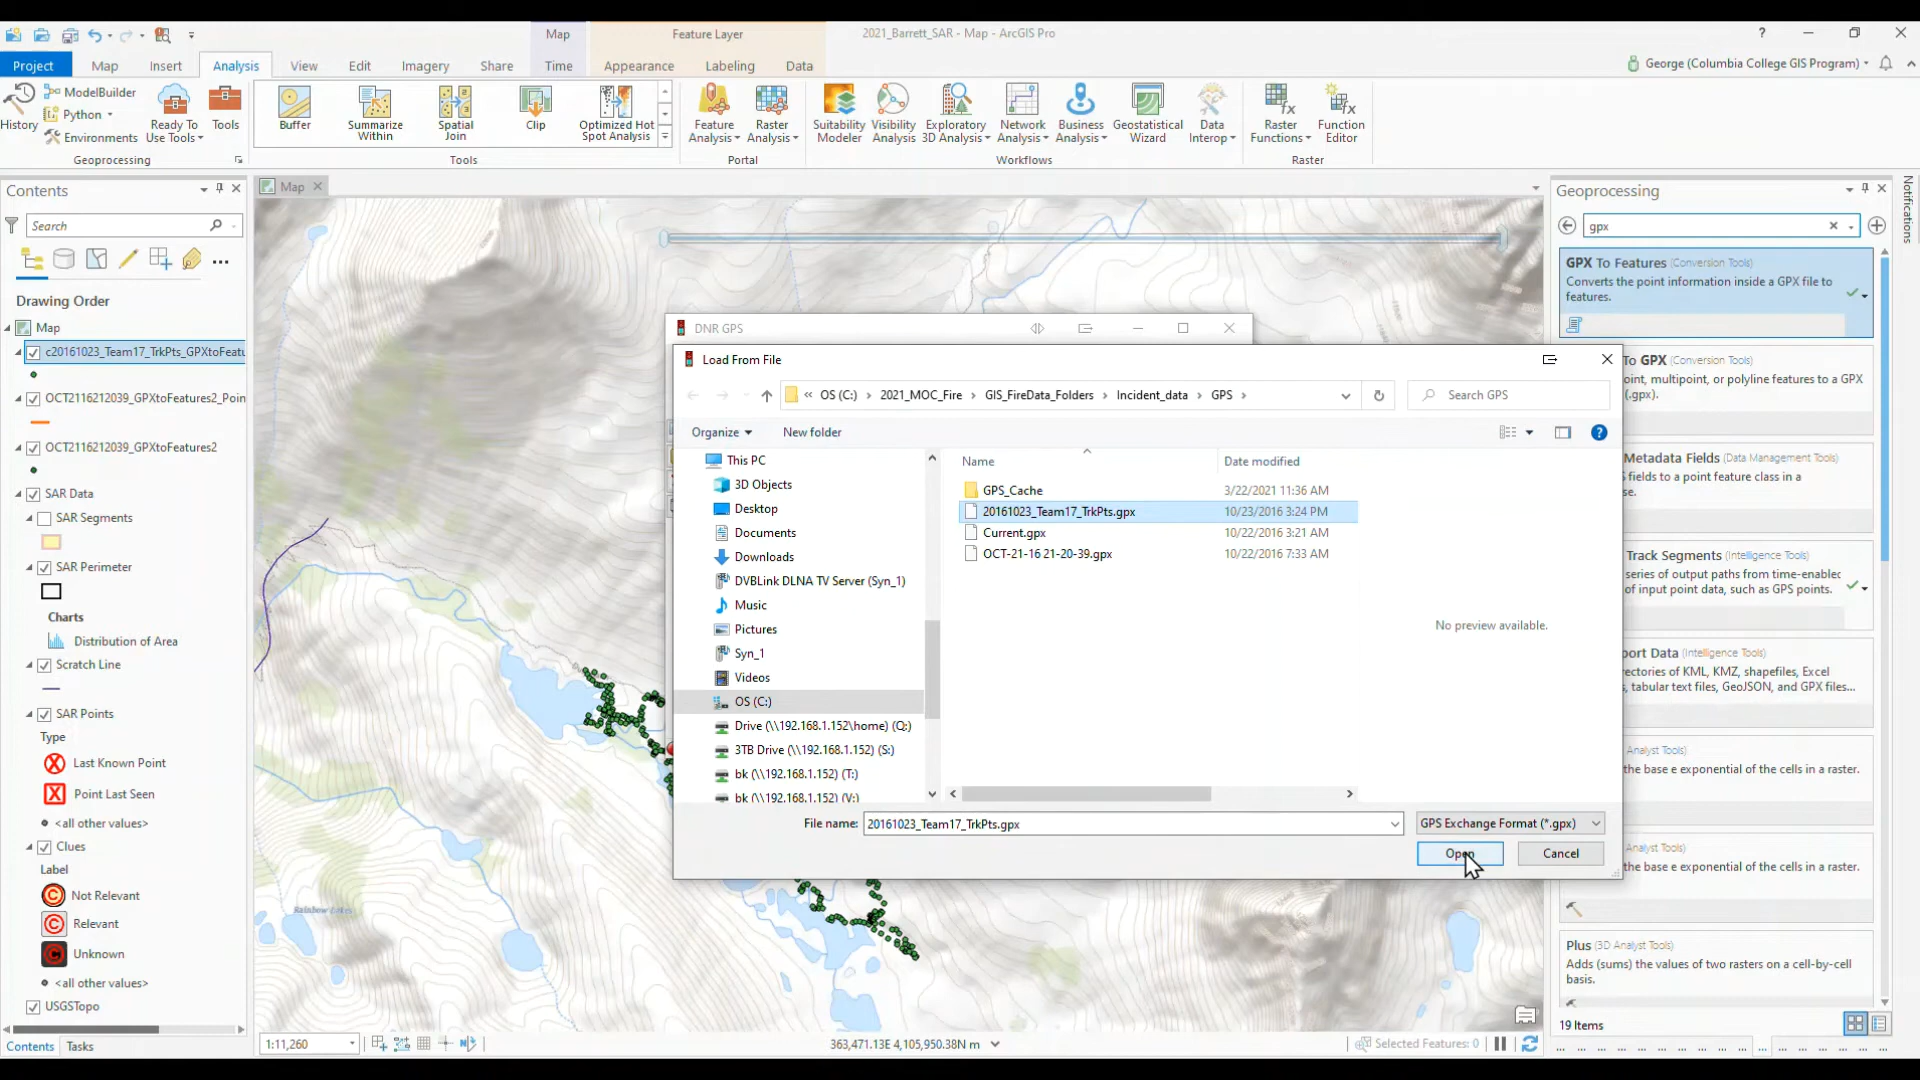 Map
Feature Layer
2021_Barrett_SAR - Map - ArcGIS Pro
?
Project
Map
Insert
Analysis
View
Edit
Imagery
Share
Time
Appearance
Labeling
Data
George (Columbia College GIS Program)
History
ModelBuilder
Python
Environments
Ready To Use Tools
Tools
Geoprocessing
Buffer
Summarize Within
Spatial Join
Clip
Optimized Hot Spot Analysis
Tools
Feature Analysis
Raster Analysis
Portal
Suitability Modeler
Visibility Analysis
Exploratory 3D Analysis
Network Analysis
Business Analysis
Geostatistical Wizard
Data Interop
Workflows
Raster Functions
Function Editor
Raster
Contents
Search
Drawing Order
Map
c20161023_Team17_TrkPts_GPXtoFeatu
OCT2116212039_GPXtoFeatures2_Poin
OCT2116212039_GPXtoFeatures2
SAR Data
SAR Segments
SAR Perimeter
Charts
Distribution of Area
Scratch Line
SAR Points
Type
Last Known Point
Point Last Seen
<all other values>
Clues
Label
Not Relevant
Relevant
Unknown
<all other values>
USGSTopo
Contents
Tasks
Map
Rainbow Lakes
DNR GPS
Load From File
« OS (C:) > 2021_MOC_Fire > GIS_FireData_Folders > Incident_data > GPS >
Search GPS
Organize
New folder
This PC
3D Objects
Desktop
Documents
Downloads
DVBLink DLNA TV Server (Syn_1)
Music
Pictures
Syn_1
Videos
OS (C:)
Drive (\\192.168.1.152\home) (Q:)
3TB Drive (\\192.168.1.152) (S:)
bk (\\192.168.1.152) (T:)
bk (\\192.168.1.152) (V:)
Name
Date modified
GPS_Cache
3/22/2021 11:36 AM
20161023_Team17_TrkPts.gpx
10/23/2016 3:24 PM
Current.gpx
10/22/2016 3:21 AM
OCT-21-16 21-20-39.gpx
10/22/2016 7:33 AM
No preview available.
File name:
20161023_Team17_TrkPts.gpx
GPS Exchange Format (*.gpx)
Open
Cancel
1:11,260
363,471.13E 4,105,950.38N m
Selected Features: 0
Geoprocessing
gpx
GPX To Features (Conversion Tools)
Converts the point information inside a GPX file to
features.
To GPX (Conversion Tools)
oint, multipoint, or polyline features to a GPX
(.gpx).
Metadata Fields (Data Management Tools)
fields to a point feature class in a
se.
Track Segments (Intelligence Tools)
series of output paths from time-enabled
of input point data, such as GPS points.
port Data (Intelligence Tools)
ectories of KML, KMZ, shapefiles, Excel
, tabular text files, GeoJSON, and GPX files...
Analyst Tools)
the base e exponential of the cells in a raster.
Analyst Tools)
the base e exponential of the cells in a raster.
Plus (3D Analyst Tools)
Adds (sums) the values of two rasters on a cell-by-cell
basis.
19 Items
Notifications